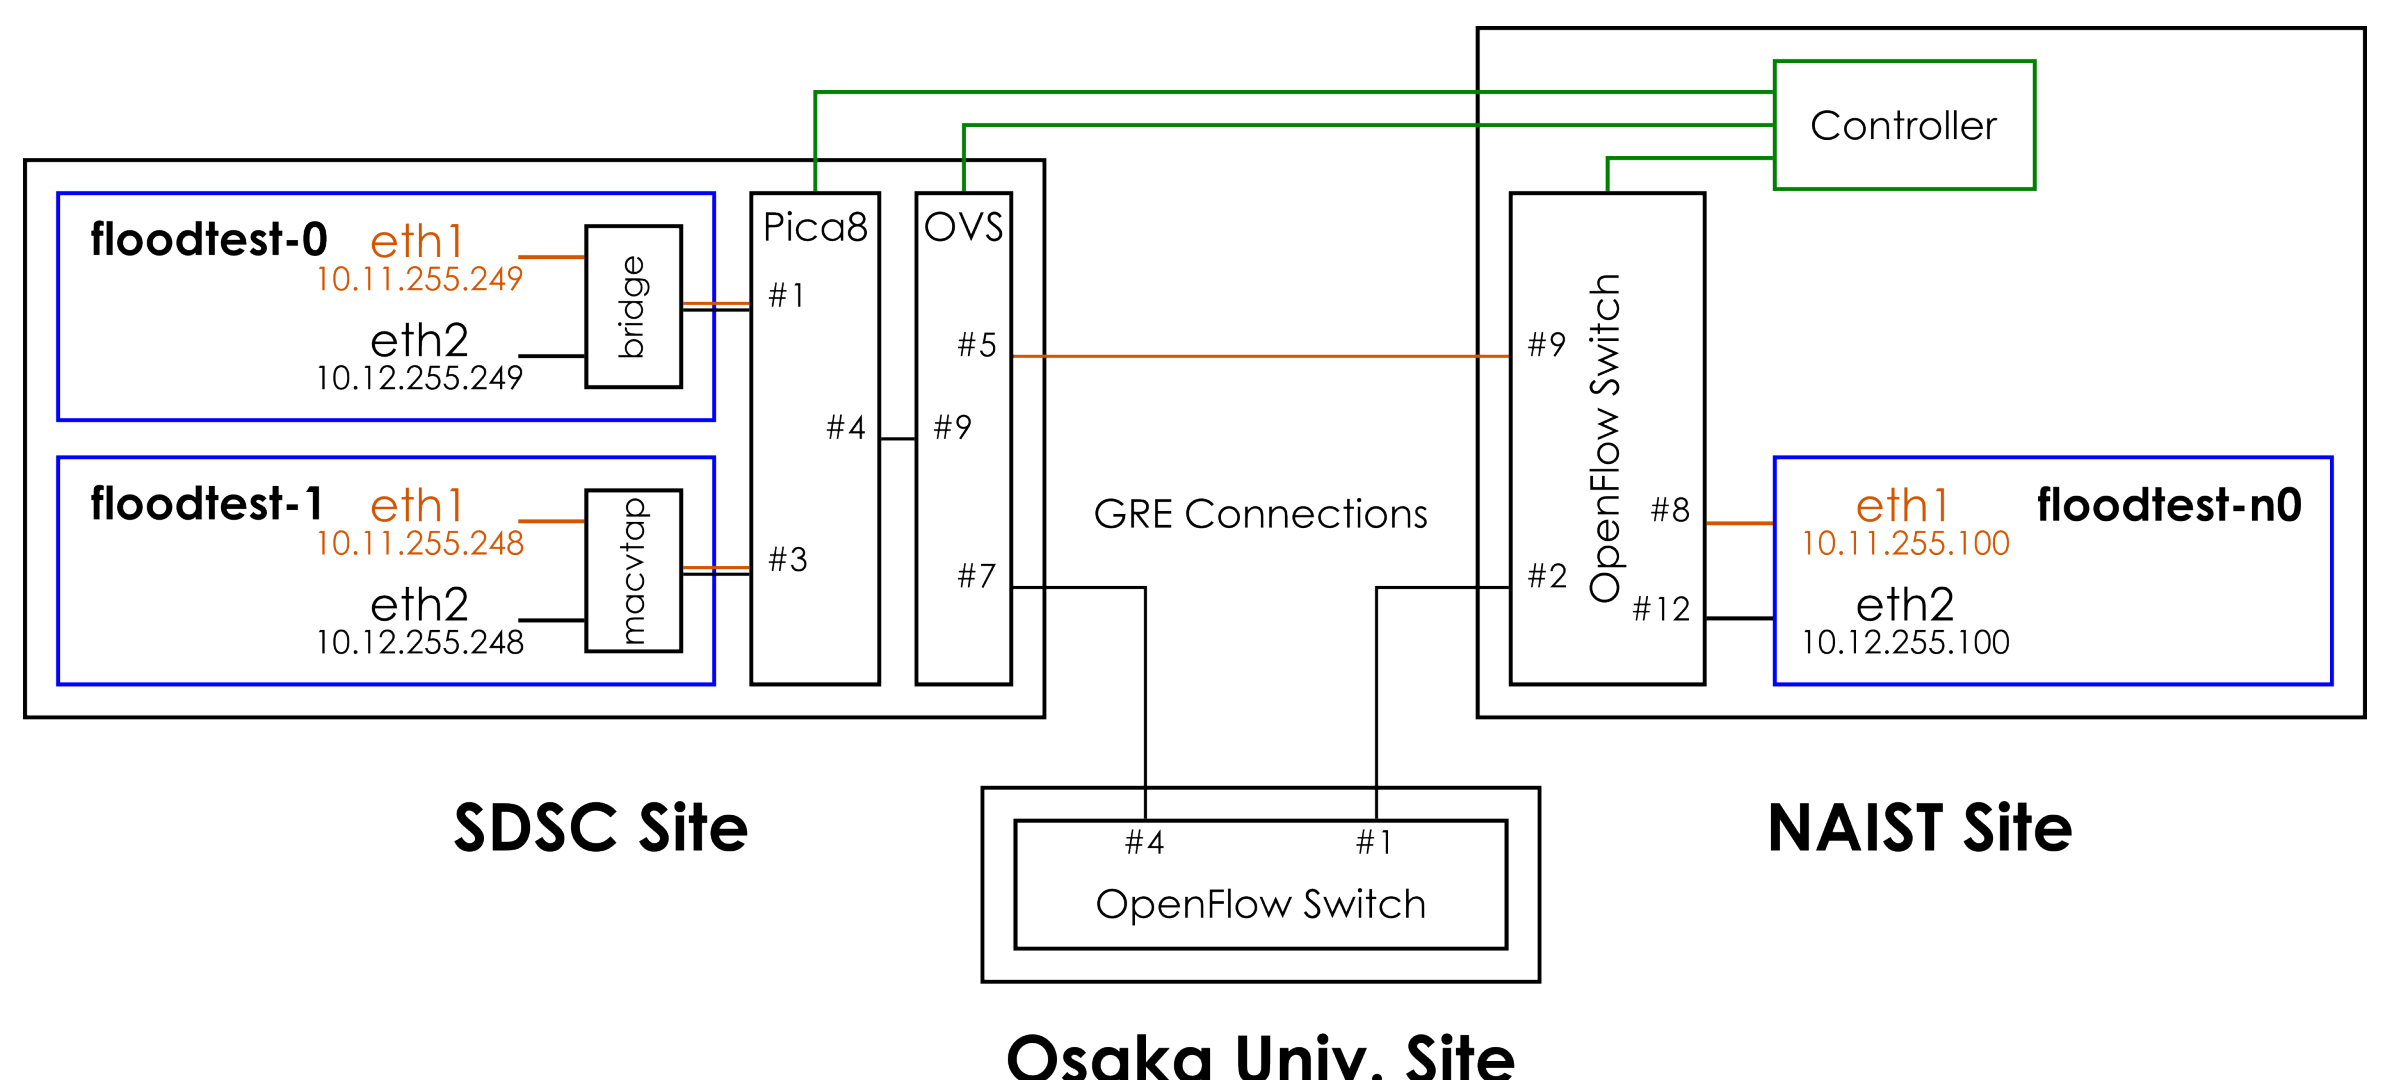 Controller
floodtest-0
eth1
10.11.255.249
eth2
10.12.255.249
bridge
Pica8
#1
#4
#3
OVS
#5
#9
#7
floodtest-1
eth1
10.11.255.248
eth2
10.12.255.248
macvtap
GRE Connections
OpenFlow Switch
#9
#8
#2
#12
eth1
10.11.255.100
floodtest-n0
eth2
10.12.255.100
SDSC Site
NAIST Site
#4
#1
OpenFlow Switch
Osaka Univ. Site